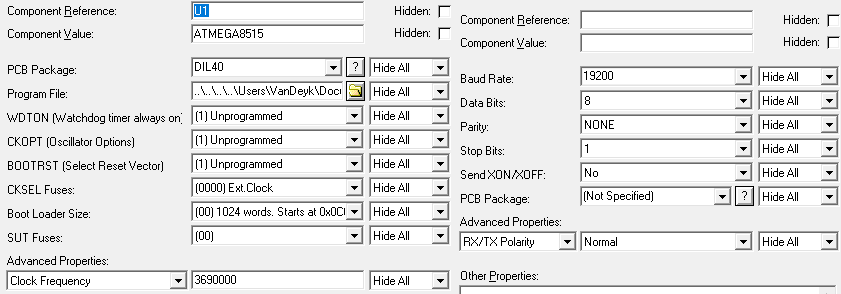 Component Reference: U1 Hidden:
Component Value: ATMEGA8515 Hidden:
PCB Package: DIL40 ? Hide All
Program File: ..\..\..\..\Users\VanDeyk\Docu Hide All
WDTON (Watchdog timer always on) (1) Unprogrammed Hide All
CKOPT (Oscillator Options) (1) Unprogrammed Hide All
BOOTRST (Select Reset Vector) (1) Unprogrammed Hide All
CKSEL Fuses: (0000) Ext.Clock Hide All
Boot Loader Size: (00) 1024 words. Starts at 0x0C Hide All
SUT Fuses: (00) Hide All
Advanced Properties:
Clock Frequency 3690000 Hide All
Component Reference: Hidden:
Component Value: Hidden:
Baud Rate: 19200 Hide All
Data Bits: 8 Hide All
Parity: NONE Hide All
Stop Bits: 1 Hide All
Send XON/XOFF: No Hide All
PCB Package: (Not Specified) ? Hide All
Advanced Properties:
RX/TX Polarity Normal Hide All
Other Properties: